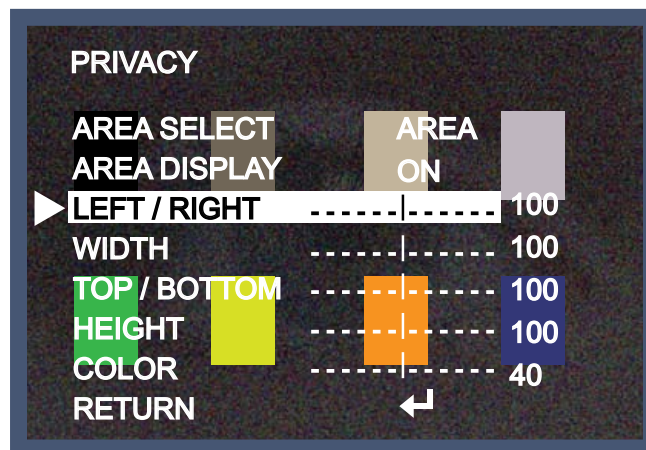 PRIVACY
AREA SELECT AREA
AREA DISPLAY ON
LEFT / RIGHT ------|------ 100
WIDTH ------|------ 100
TOP / BOTTOM ------|------ 100
HEIGHT ------|------ 100
COLOR ------|------ 40
RETURN ↵